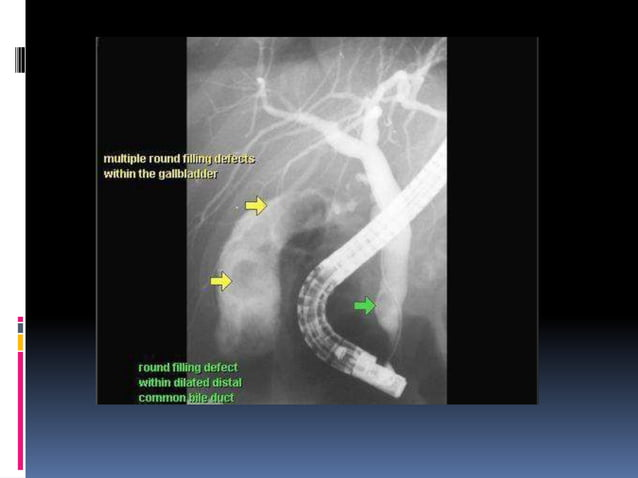 multiple round filling defects
within the gallbladder
round filling defect
within dilated distal
common bile duct